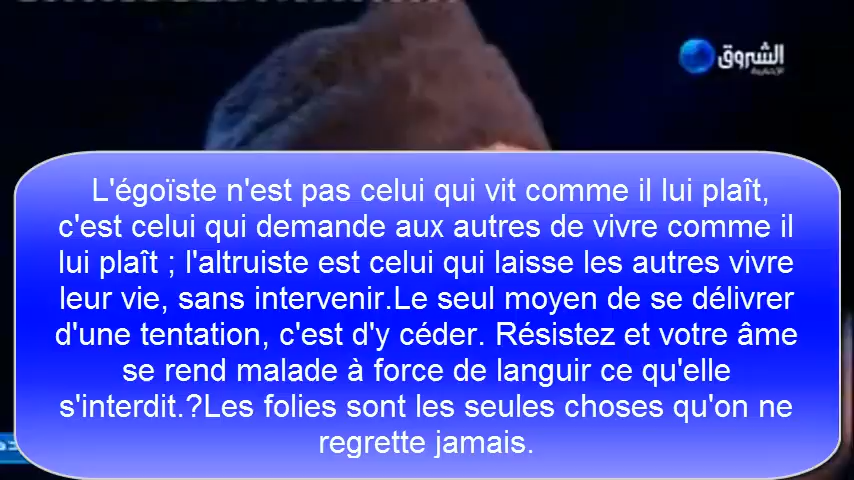 الشروق
الإخبارية
L'égoïste n'est pas celui qui vit comme il lui plaît,
c'est celui qui demande aux autres de vivre comme il
lui plaît ; l'altruiste est celui qui laisse les autres vivre
leur vie, sans intervenir.Le seul moyen de se délivrer
d'une tentation, c'est d'y céder. Résistez et votre âme
se rend malade à force de languir ce qu'elle
s'interdit.?Les folies sont les seules choses qu'on ne
regrette jamais.